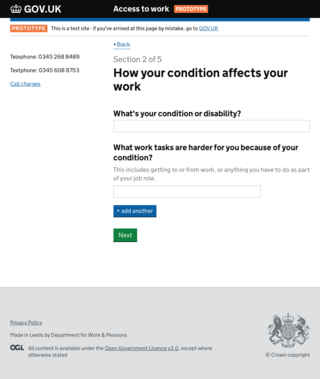 GOV.UK
Access to work PROTOTYPE
PROTOTYPE This is a test site - if you've arrived at this page by mistake, go to GOV.UK
Back
Telephone: 0345 268 8489
Textphone: 0345 608 8753
Call charges
Section 2 of 5
How your condition affects your
work
What's your condition or disability?
What work tasks are harder for you because of your
condition?
This includes getting to or from work, or anything you have to do as part
of your job role.
+ add another
Next
Privacy Policy
Made in Leeds by Department for Work & Pensions
OGL All content is available under the Open Government Licence v3.0, except where
otherwise stated
© Crown copyright